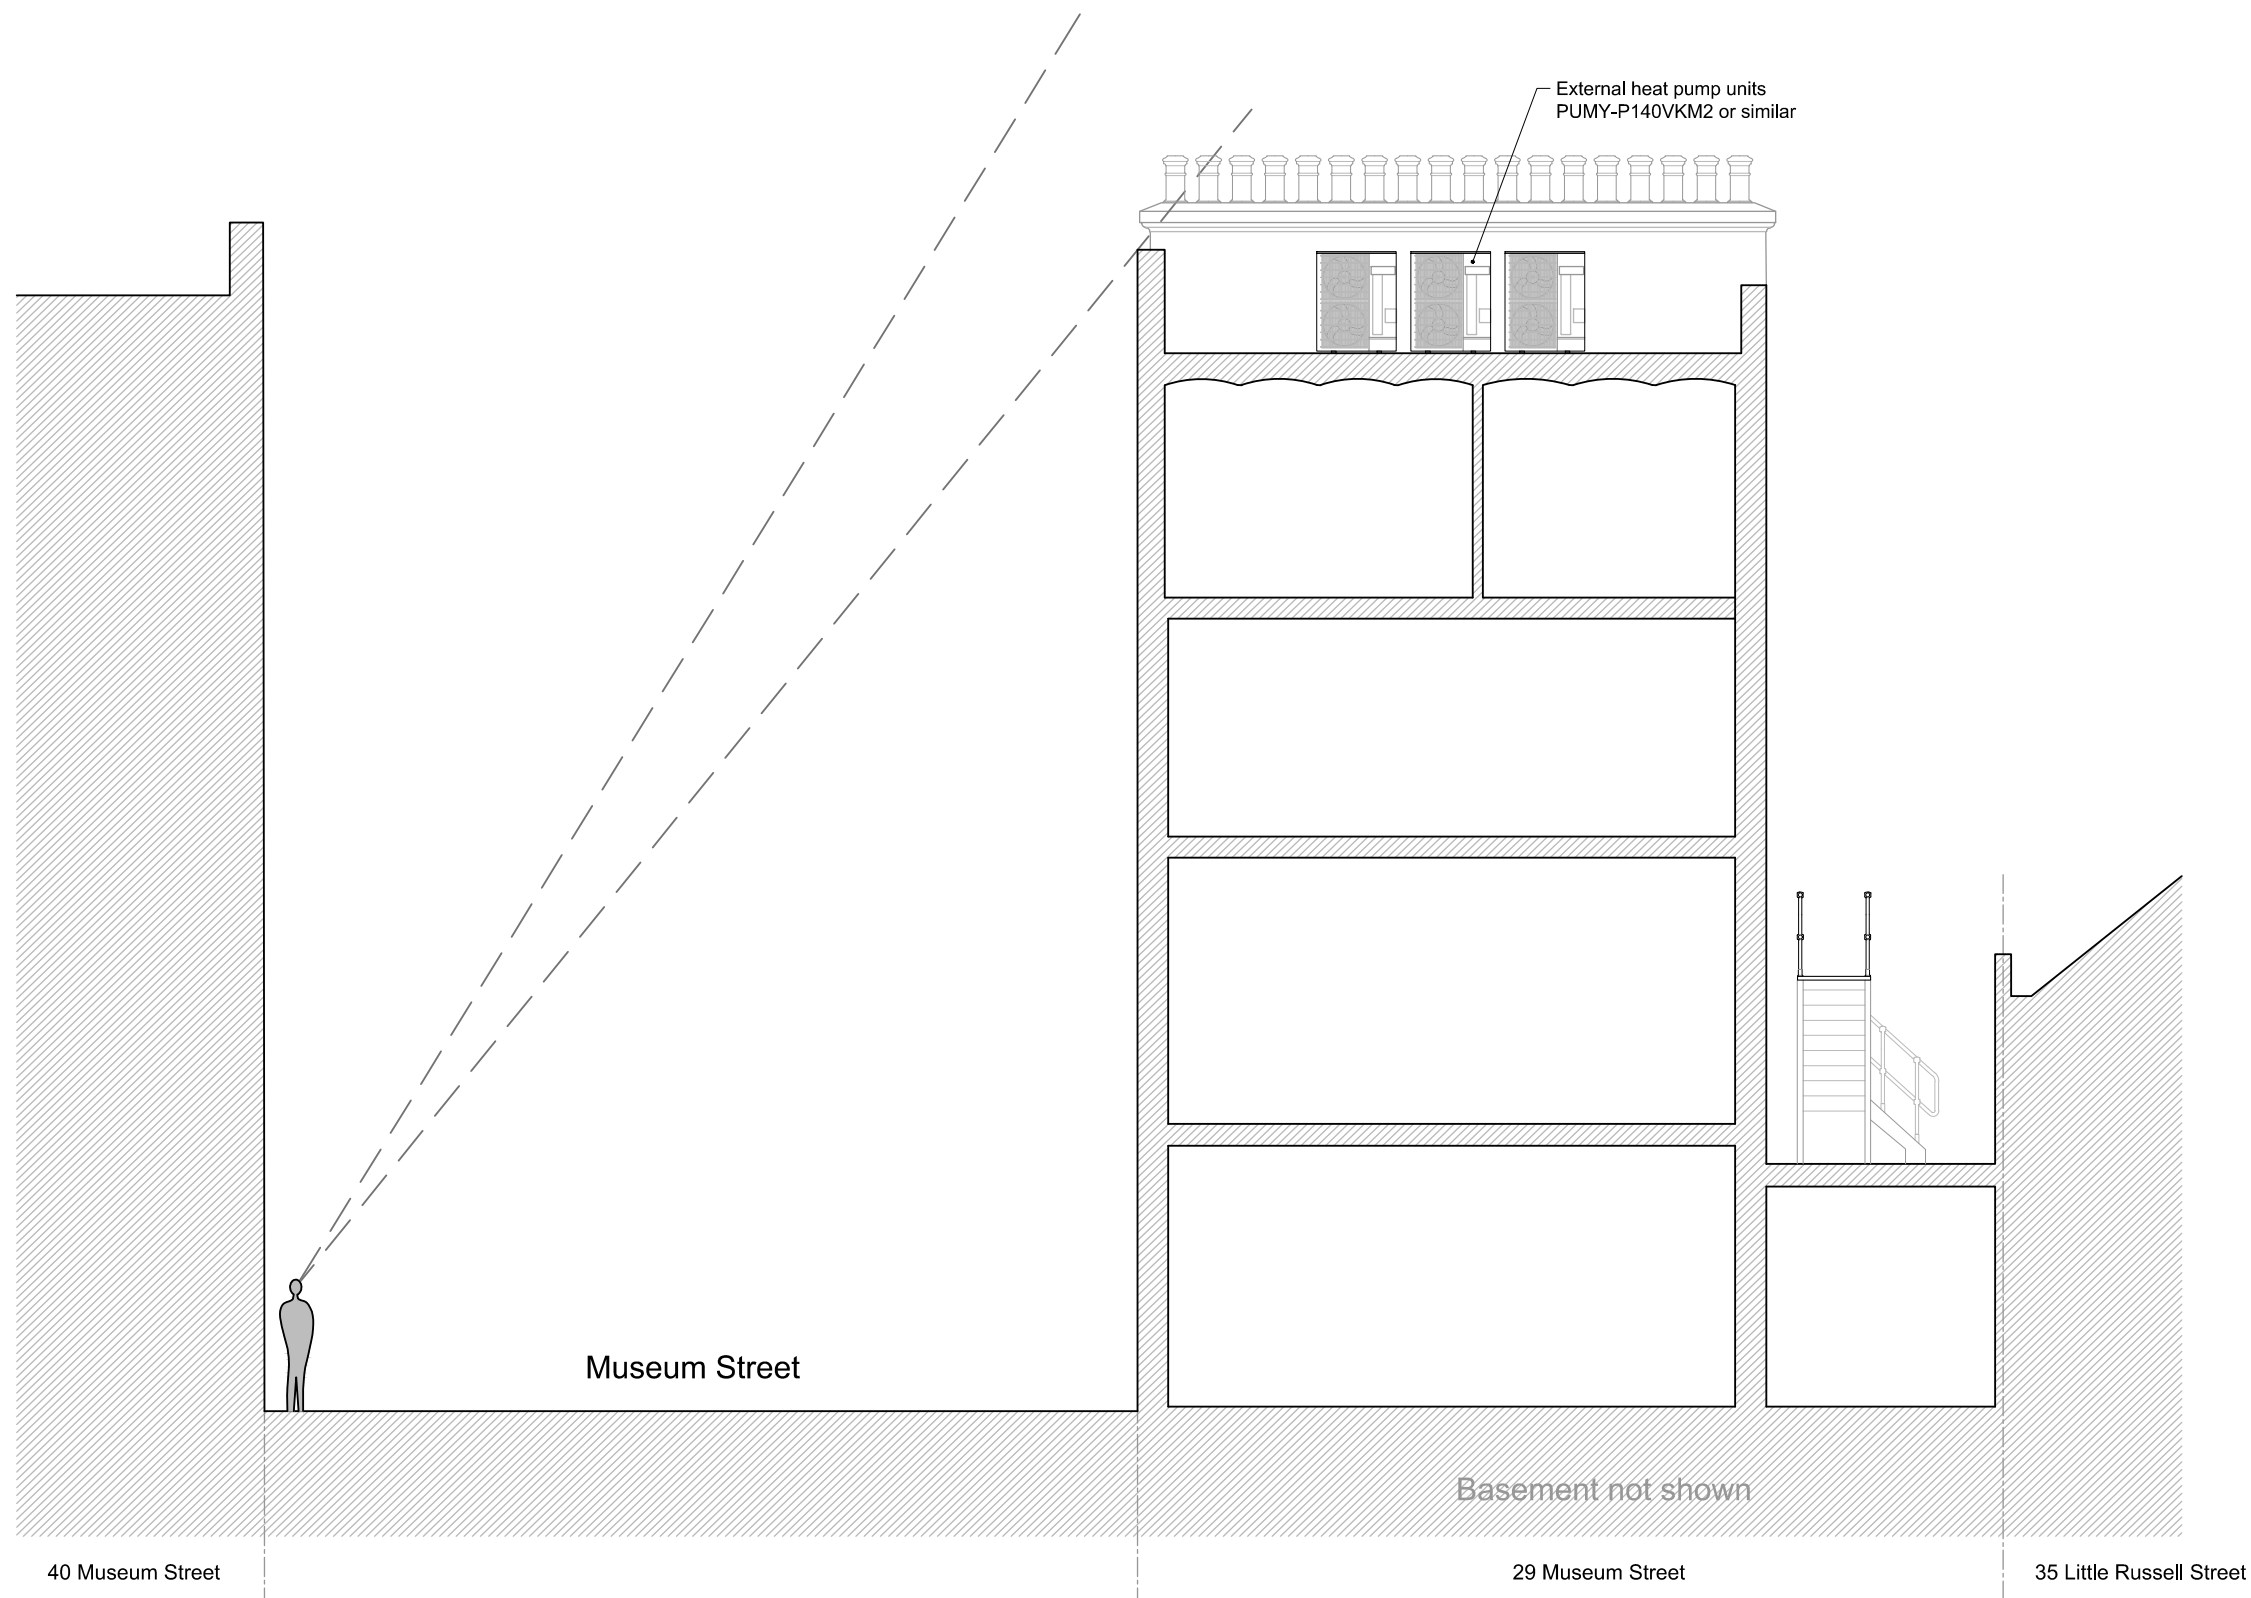 External heat pump units
PUMY-P140VKM2 or similar
Museum Street
Basement not shown
40 Museum Street
29 Museum Street
35 Little Russell Street